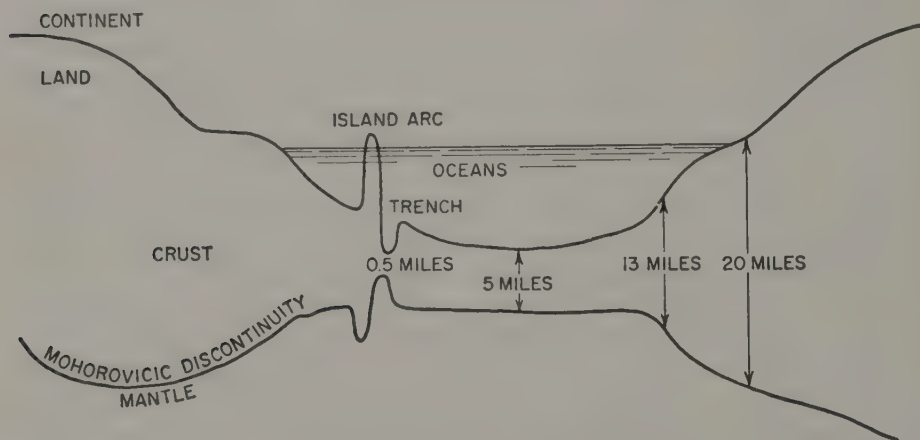 CONTINENT
LAND
ISLAND ARC
OCEANS
TRENCH
CRUST
0.5 MILES
5 MILES
13 MILES
20 MILES
MOHOROVICIC DISCONTINUITY
MANTLE